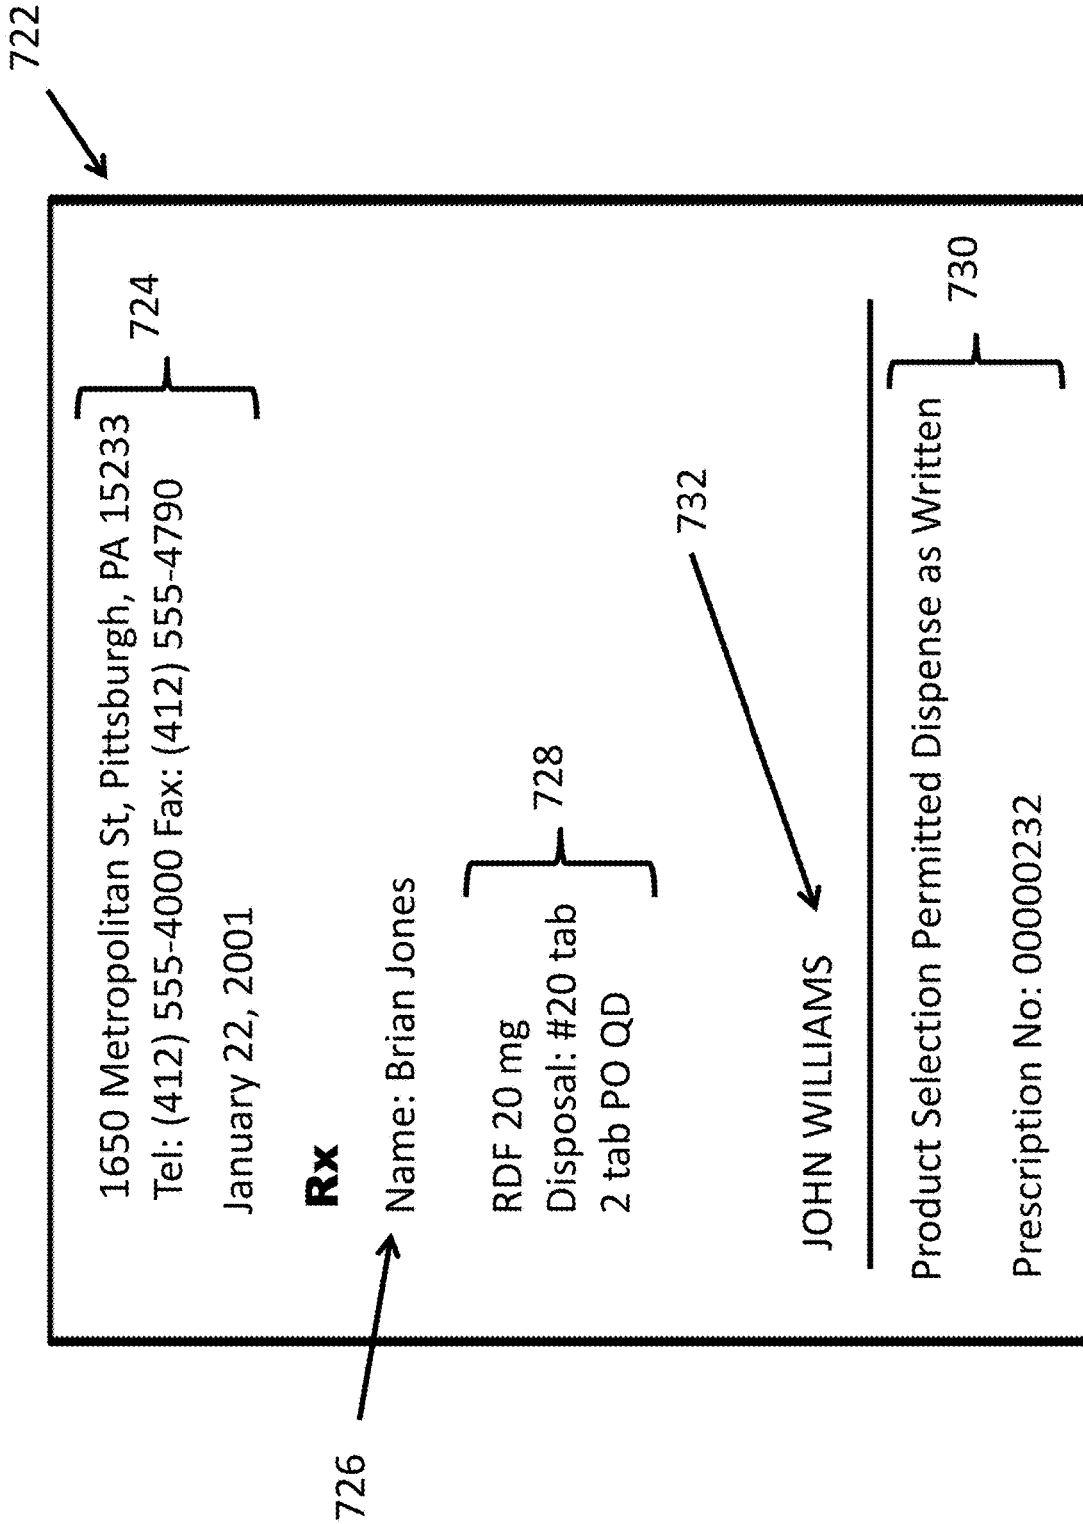 722
1650 Metropolitan St, Pittsburgh, PA 15233
Tel: (412) 555-4000 Fax: (412) 555-4790
724
January 22, 2001
Rx
726
Name: Brian Jones
RDF 20 mg
Disposal: #20 tab
2 tab PO QD
728
732
JOHN WILLIAMS
Product Selection Permitted Dispense as Written
730
Prescription No: 00000232